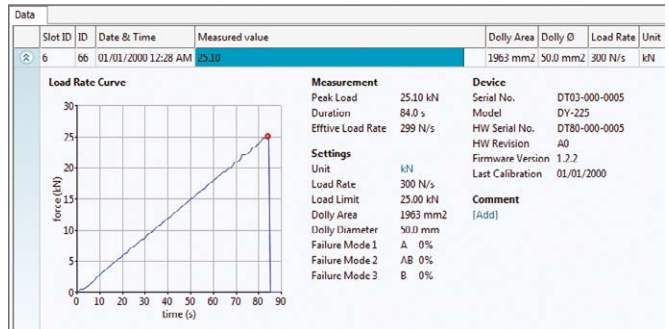 Data
Slot ID ID Date & Time Measured value Dolly Area Dolly Ø Load Rate Unit
6 66 01/01/2000 12:28 AM 25.10 1963 mm2 50.0 mm2 300 N/s kN
Load Rate Curve
force (kN)
30
25
20
15
10
5
0 10 20 30 40 50 60 70 80 90
time (s)
Measurement
Peak Load 25.10 kN
Duration 84.0 s
Efftive Load Rate 299 N/s
Settings
Unit kN
Load Rate 300 N/s
Load Limit 25.00 kN
Dolly Area 1963 mm2
Dolly Diameter 50.0 mm
Failure Mode 1 A 0%
Failure Mode 2 AB 0%
Failure Mode 3 B 0%
Device
Serial No. DT03-000-0005
Model DY-225
HW Serial No. DT80-000-0005
HW Revision A0
Firmware Version 1.2.2
Last Calibration 01/01/2000
Comment
[Add]